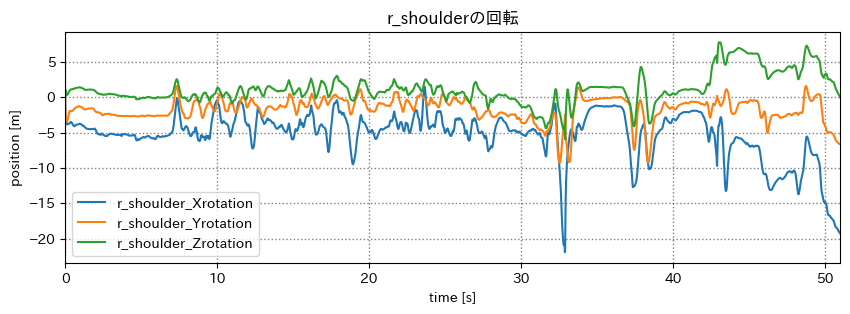 r_shoulderの回転
position [m]
5
0
−5
−10
−15
−20
r_shoulder_Xrotation
r_shoulder_Yrotation
r_shoulder_Zrotation
0 10 20 30 40 50
time [s]